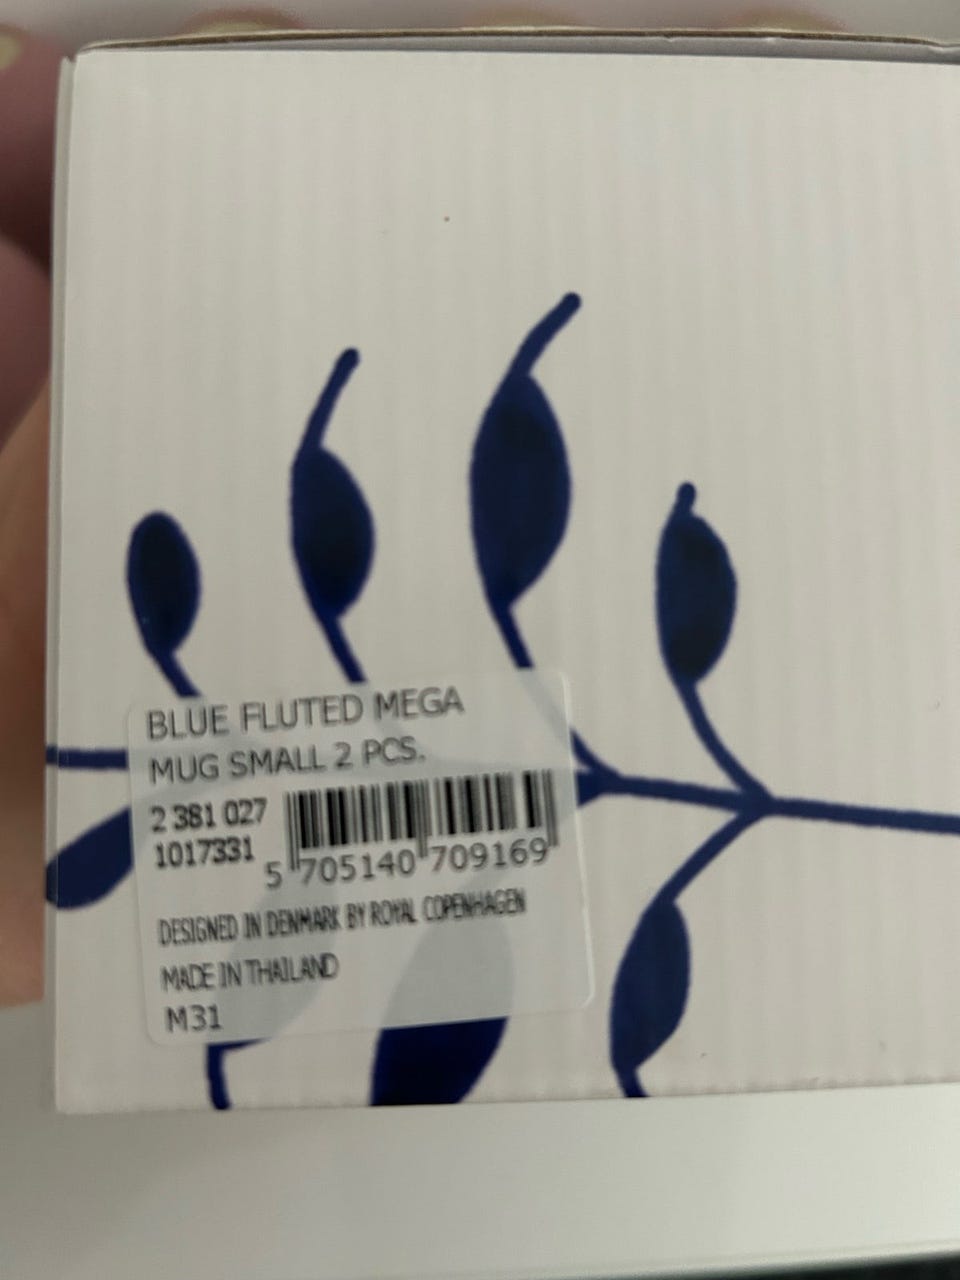 BLUE FLUTED MEGA
MUG SMALL 2 PCS.
2 381 027
1017331
5 705140 709169
DESIGNED IN DENMARK BY ROYAL COPENHAGEN
MADE IN THAILAND
M31